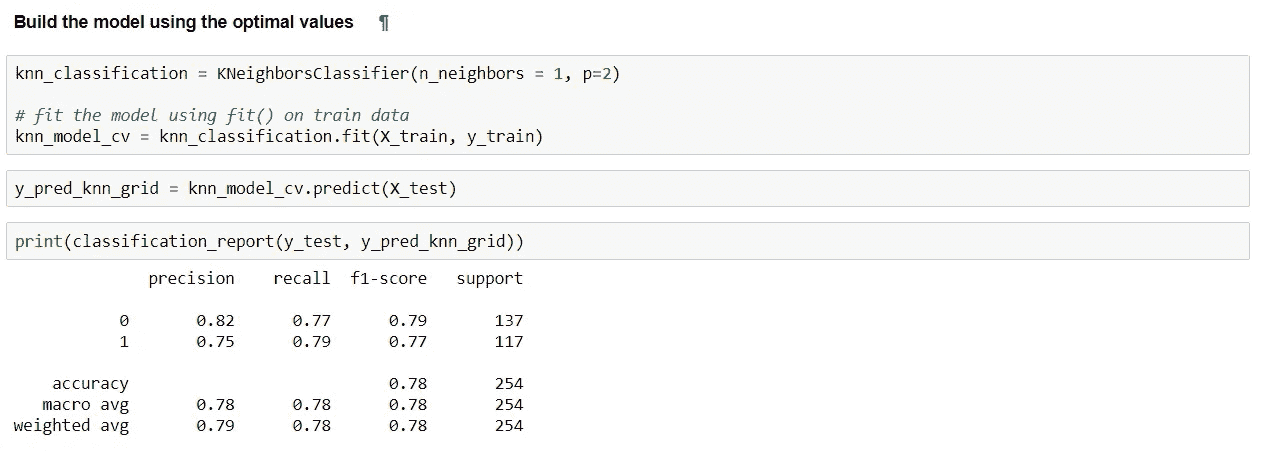 Build the model using the optimal values ¶
knn_classification = KNeighborsClassifier(n_neighbors = 1, p=2)
# fit the model using fit() on train data
knn_model_cv = knn_classification.fit(X_train, y_train)
y_pred_knn_grid = knn_model_cv.predict(X_test)
print(classification_report(y_test, y_pred_knn_grid))
precision recall f1-score support
0 0.82 0.77 0.79 137
1 0.75 0.79 0.77 117
accuracy 0.78 254
macro avg 0.78 0.78 0.78 254
weighted avg 0.79 0.78 0.78 254